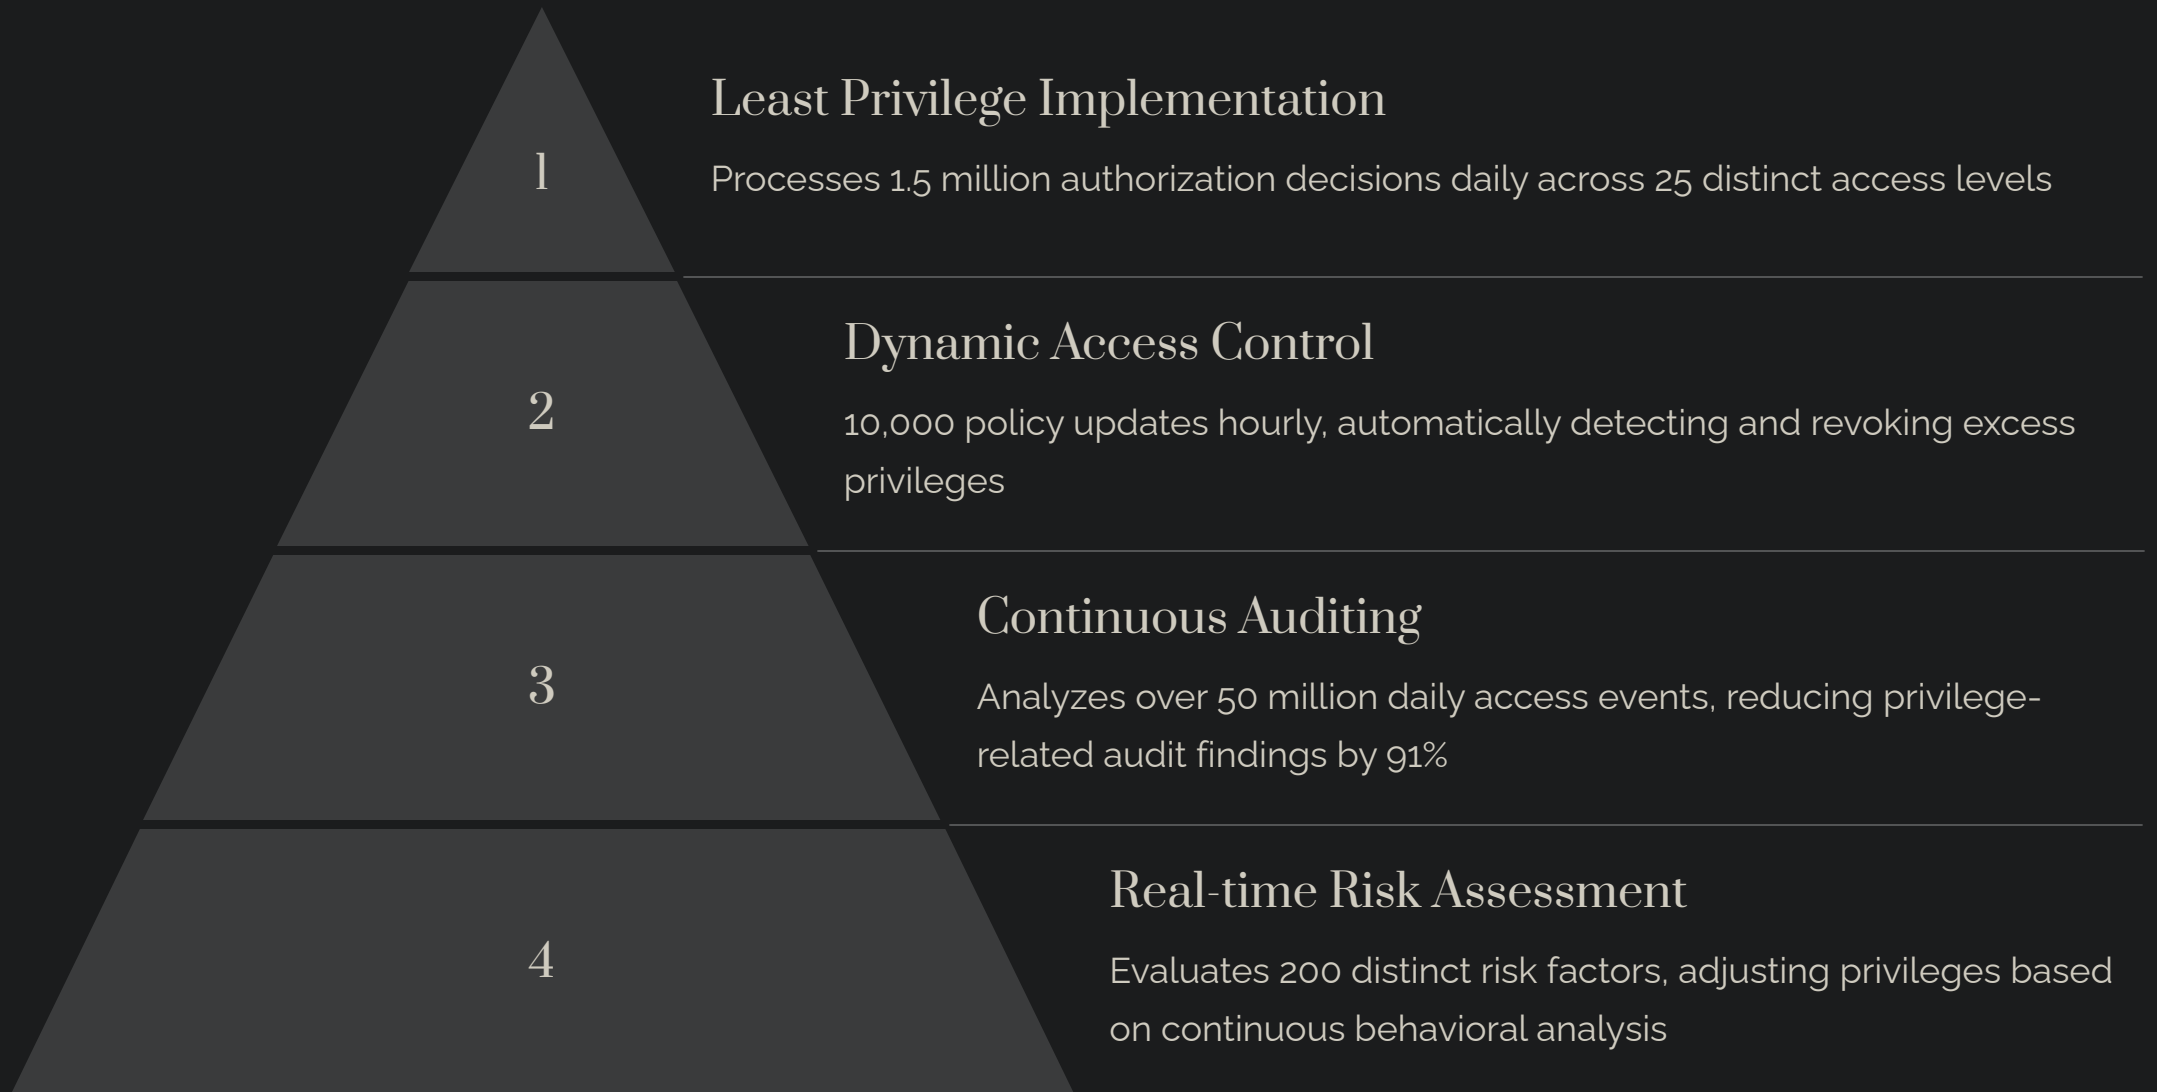 1
Least Privilege Implementation
Processes 1.5 million authorization decisions daily across 25 distinct access levels
2
Dynamic Access Control
10,000 policy updates hourly, automatically detecting and revoking excess
privileges
3
Continuous Auditing
Analyzes over 50 million daily access events, reducing privilege-
related audit findings by 91%
4
Real-time Risk Assessment
Evaluates 200 distinct risk factors, adjusting privileges based
on continuous behavioral analysis